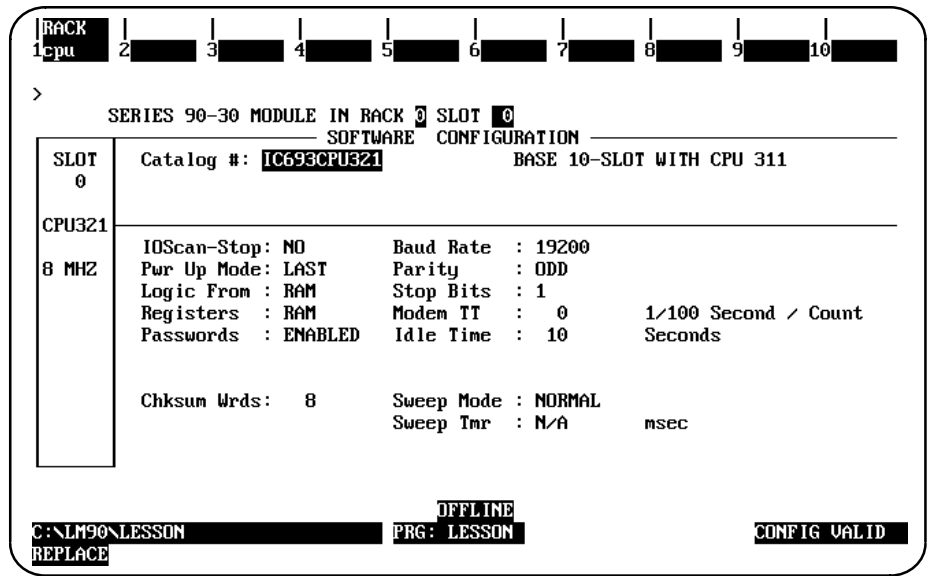 RACK
1cpu 2 3 4 5 6 7 8 9 10
>
SERIES 90-30 MODULE IN RACK 0 SLOT 0
SOFTWARE CONFIGURATION
SLOT Catalog #: IC693CPU321 BASE 10-SLOT WITH CPU 311
0
CPU321
IOScan-Stop: NO Baud Rate : 19200
8 MHZ Pwr Up Mode: LAST Parity : ODD
Logic From : RAM Stop Bits : 1
Registers : RAM Modem TT : 0 1/100 Second / Count
Passwords : ENABLED Idle Time : 10 Seconds
Chksum Wrds: 8 Sweep Mode : NORMAL
Sweep Tmr : N/A msec
OFFLINE
C:\LM90\LESSON PRG: LESSON CONFIG VALID
REPLACE